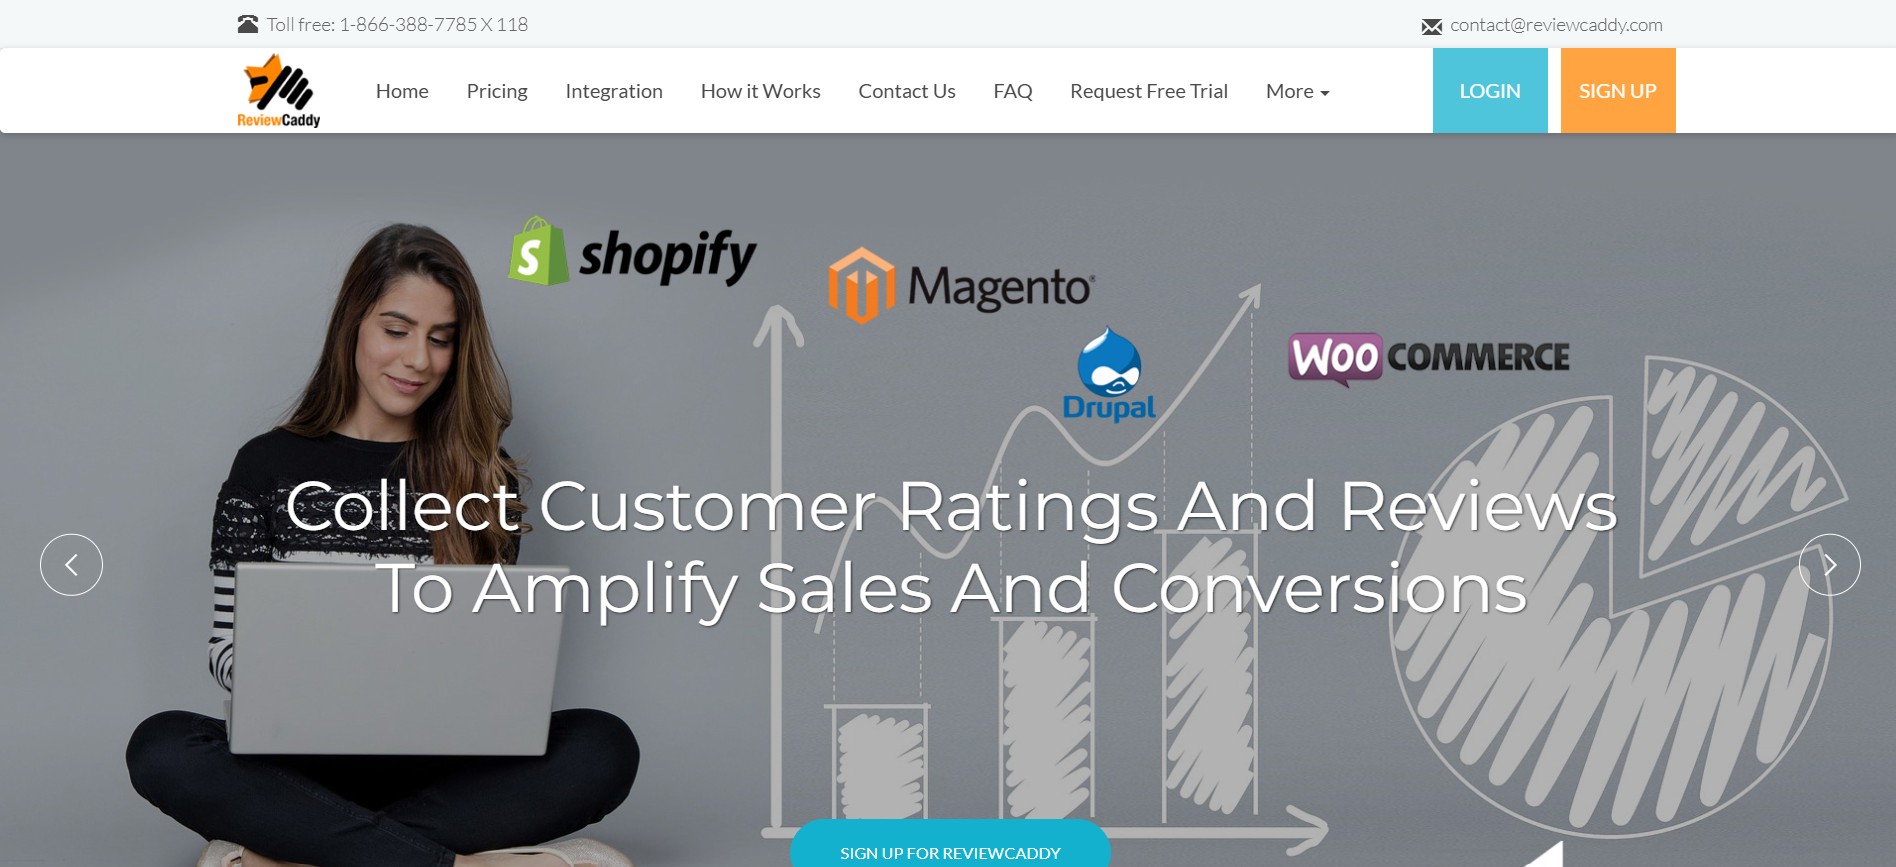 Toll free: 1-866-388-7785 X 118
contact@reviewcaddy.com
ReviewCaddy
Home Pricing Integration How it Works Contact Us FAQ Request Free Trial More
LOGIN
SIGN UP
S shopify
Magento
Drupal
WOO COMMERCE
Collect Customer Ratings And Reviews
To Amplify Sales And Conversions
SIGN UP FOR REVIEWCADDY